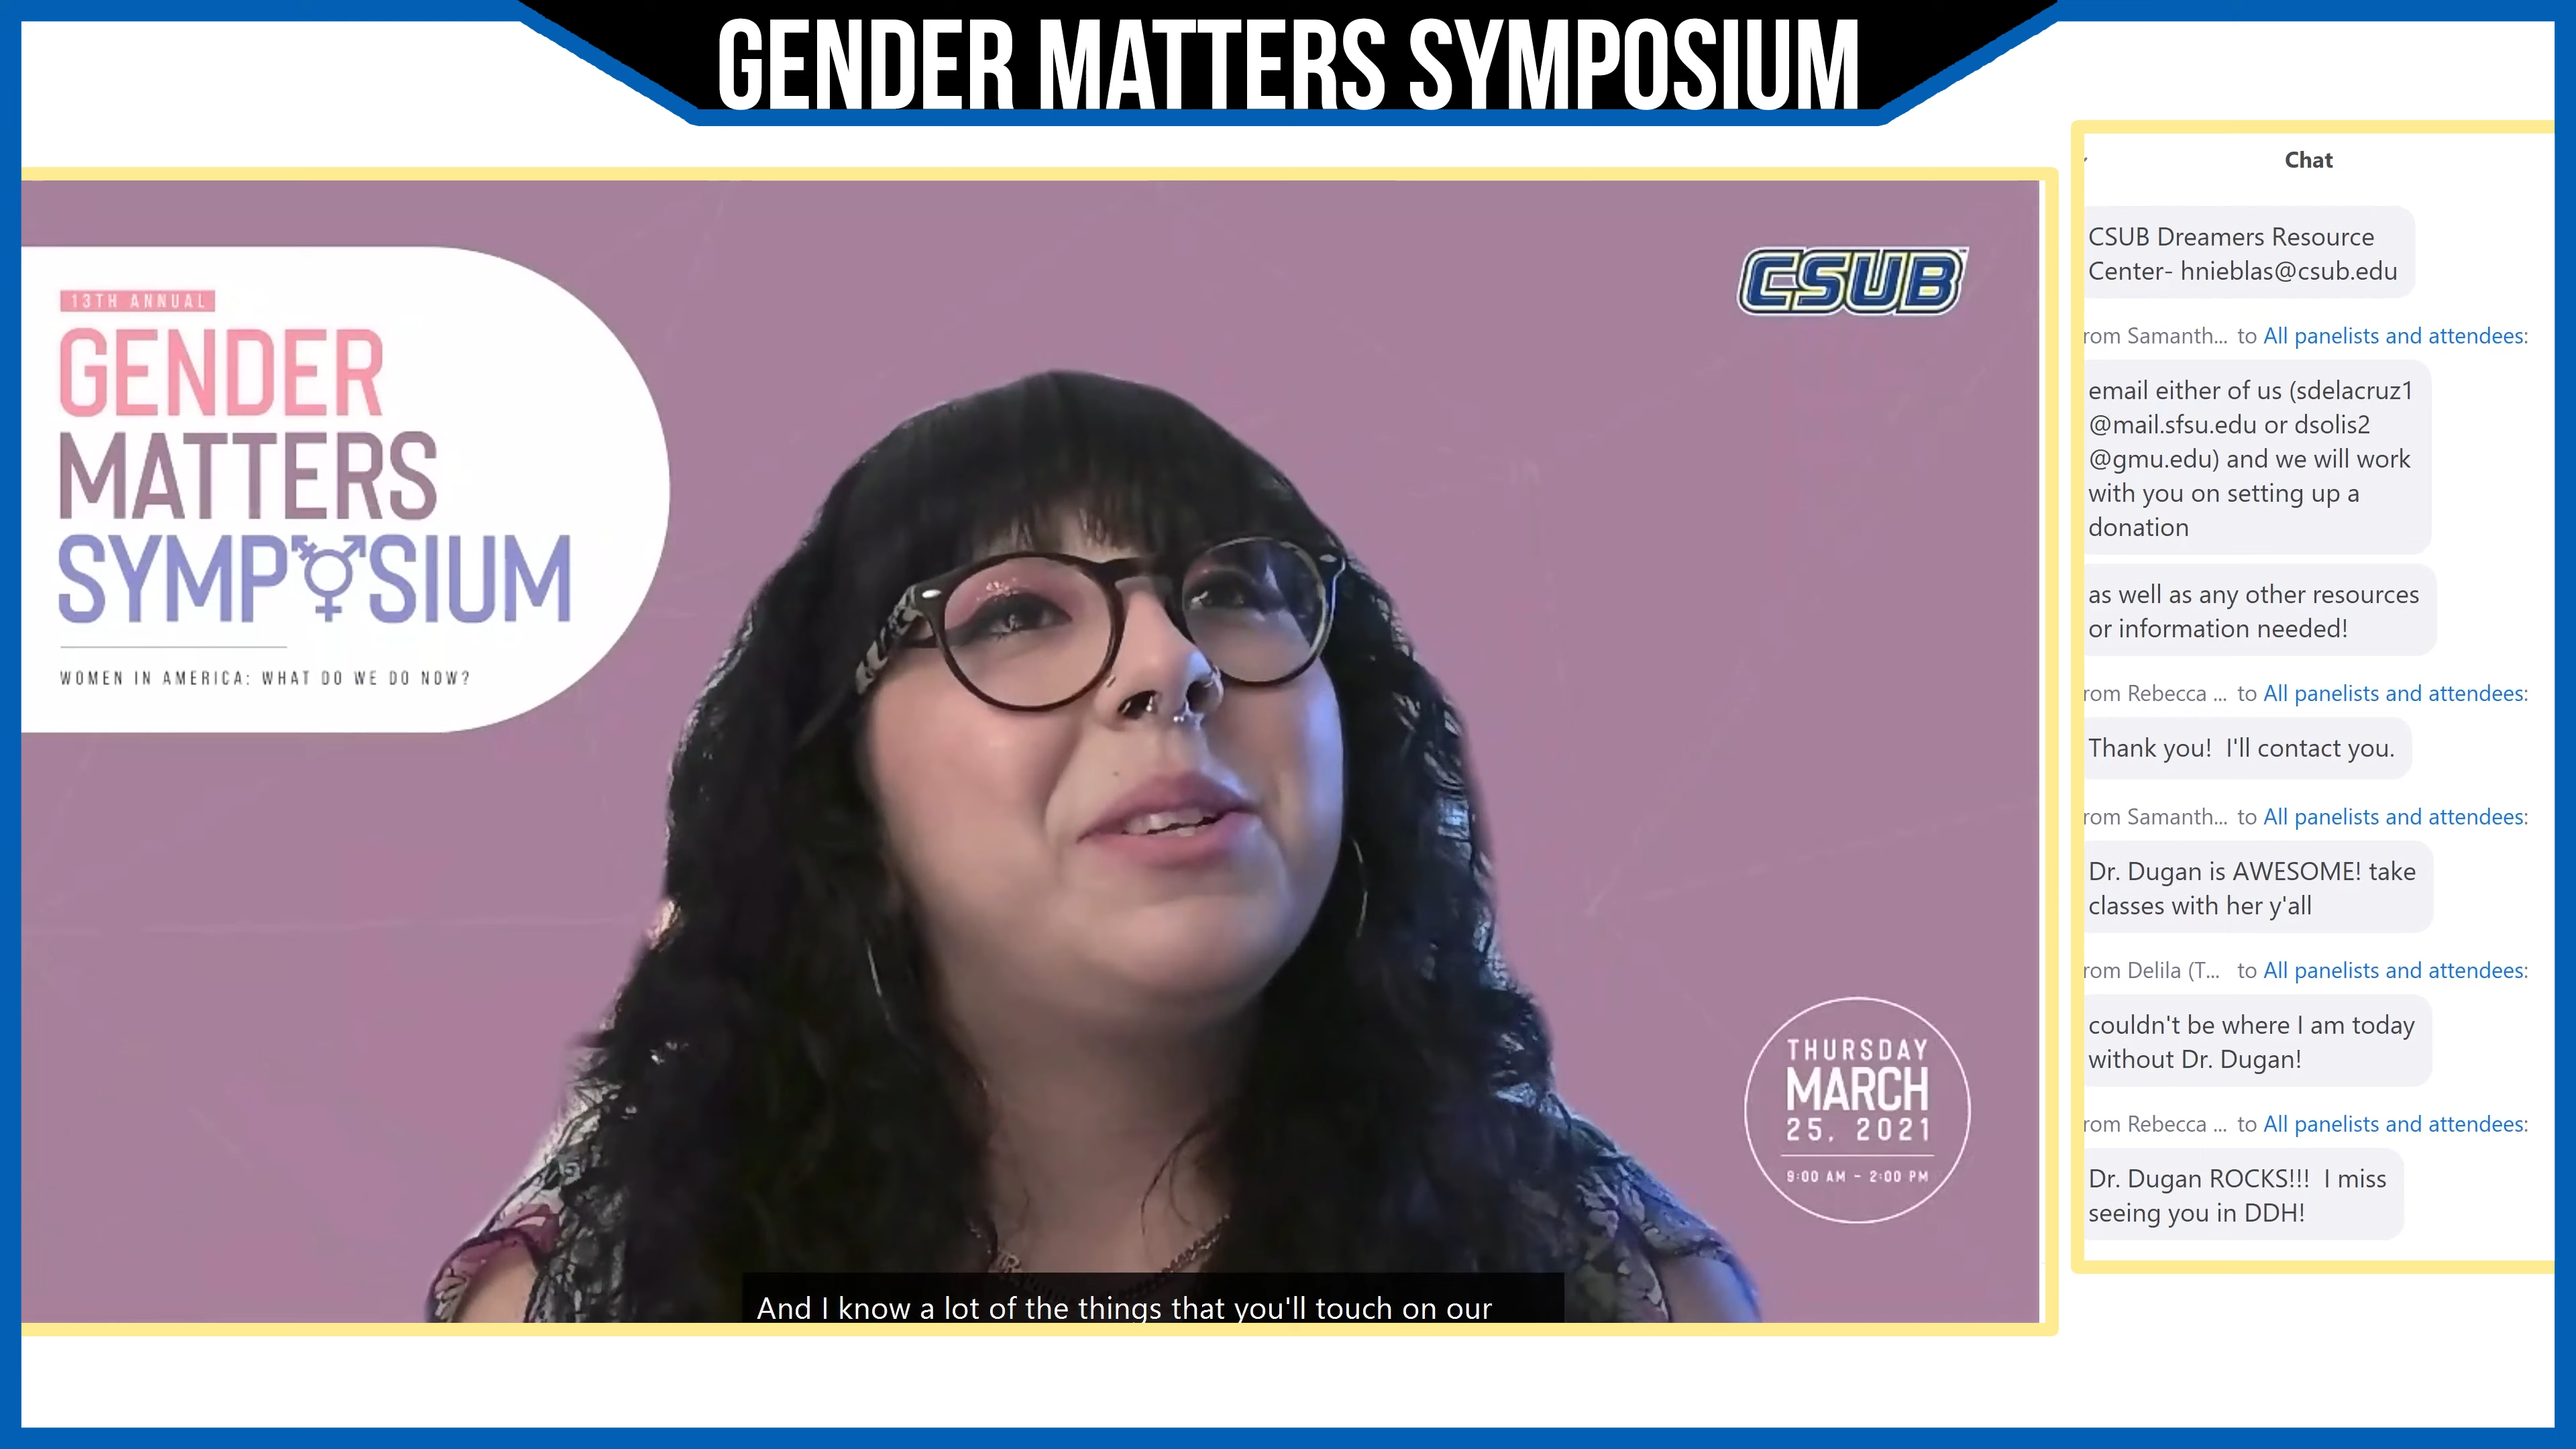 GENDER MATTERS SYMPOSIUM
13TH ANNUAL
GENDER
MATTERS
SYMPOSIUM
WOMEN IN AMERICA: WHAT DO WE DO NOW?
CSUB
THURSDAY
MARCH
25, 2021
9:00 AM - 2:00 PM
And I know a lot of the things that you'll touch on our
Chat
CSUB Dreamers Resource
Center- hnieblas@csub.edu
rom Samanth... to All panelists and attendees:
email either of us (sdelacruz1
@mail.sfsu.edu or dsolis2
@gmu.edu) and we will work
with you on setting up a
donation
as well as any other resources
or information needed!
rom Rebecca ... to All panelists and attendees:
Thank you!  I'll contact you.
rom Samanth... to All panelists and attendees:
Dr. Dugan is AWESOME! take
classes with her y'all
rom Delila (T... to All panelists and attendees:
couldn't be where I am today
without Dr. Dugan!
rom Rebecca ... to All panelists and attendees:
Dr. Dugan ROCKS!!!  I miss
seeing you in DDH!